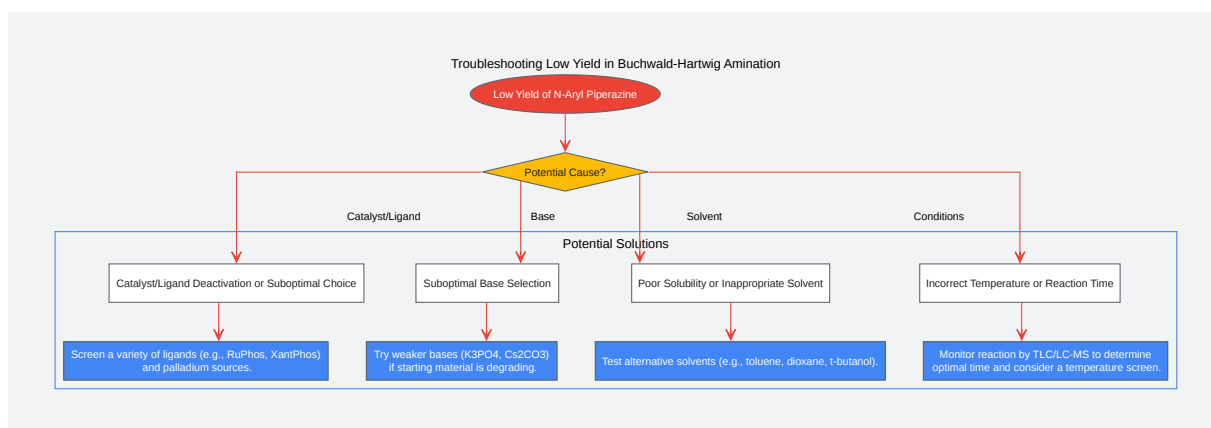 Troubleshooting Low Yield in Buchwald-Hartwig Amination
Low Yield of N-Aryl Piperazine
Potential Cause?
Catalyst/Ligand
Base
Solvent
Conditions
Potential Solutions
Catalyst/Ligand Deactivation or Suboptimal Choice
Suboptimal Base Selection
Poor Solubility or Inappropriate Solvent
Incorrect Temperature or Reaction Time
Screen a variety of ligands (e.g., RuPhos, XantPhos)
and palladium sources.
Try weaker bases (K3PO4, Cs2CO3)
if starting material is degrading.
Test alternative solvents (e.g., toluene, dioxane, t-butanol).
Monitor reaction by TLC/LC-MS to determine
optimal time and consider a temperature screen.